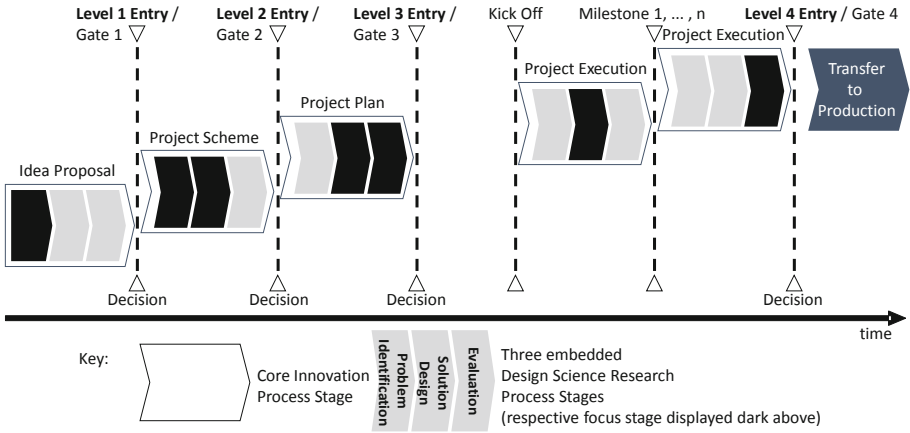 Level 1 Entry /
Gate 1
Level 2 Entry /
Gate 2
Level 3 Entry /
Gate 3
Kick Off
Milestone 1, ... , n
Level 4 Entry / Gate 4
Project Execution
Project Execution
Transfer
to
Production
Project Plan
Project Scheme
Idea Proposal
Decision
Decision
Decision
Decision
time
Key:
Core Innovation
Process Stage
Problem
Identification
Solution
Design
Evaluation
Three embedded
Design Science Research
Process Stages
(respective focus stage displayed dark above)